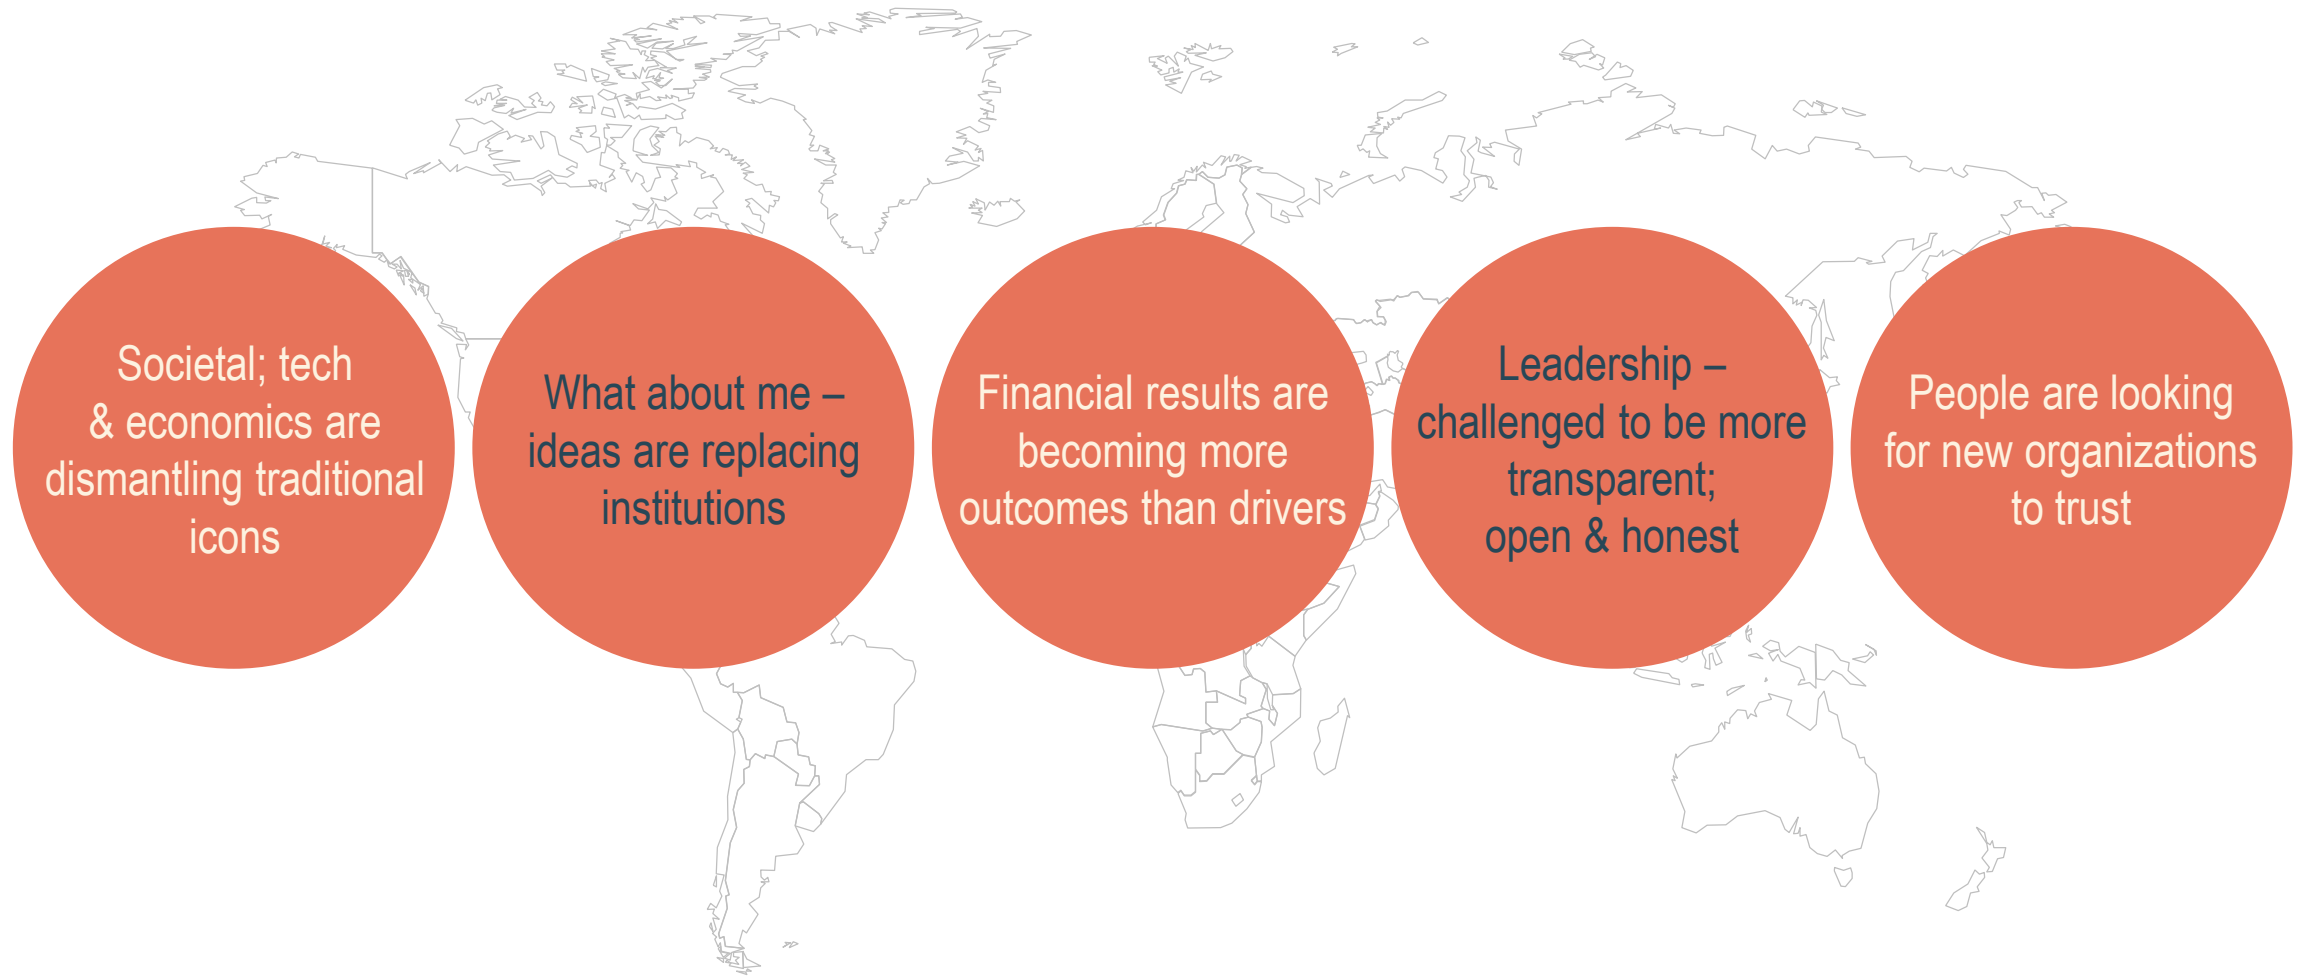 Societal; tech
& economics are
dismantling traditional
icons
What about me –
ideas are replacing
institutions
Financial results are
becoming more
outcomes than drivers
Leadership –
challenged to be more
transparent;
open & honest
People are looking
for new organizations
to trust